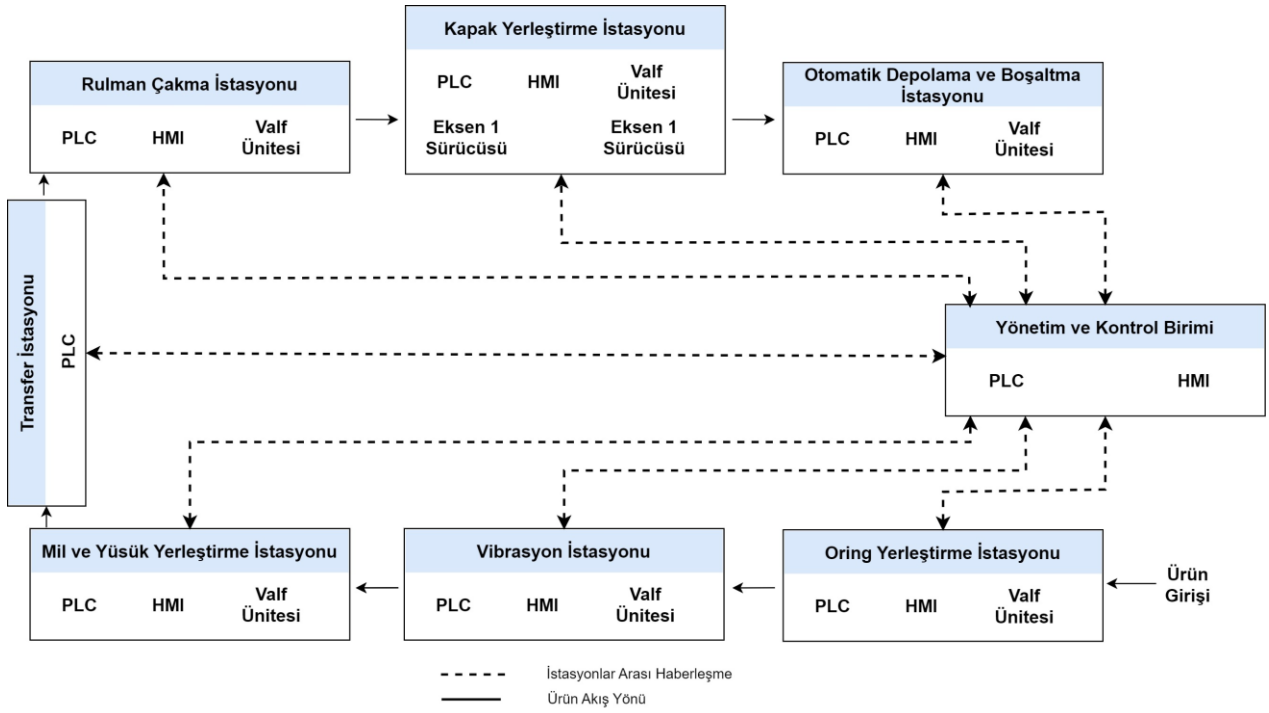 Kapak Yerleştirme İstasyonu
PLC
HMI
Valf
Ünitesi
Eksen 1
Sürücüsü
Eksen 1
Sürücüsü
Rulman Çakma İstasyonu
PLC
HMI
Valf
Ünitesi
Otomatik Depolama ve Boşaltma
İstasyonu
PLC
HMI
Valf
Ünitesi
Transfer İstasyonu
PLC
Yönetim ve Kontrol Birimi
PLC
HMI
Mil ve Yüsük Yerleştirme İstasyonu
PLC
HMI
Valf
Ünitesi
Vibrasyon İstasyonu
PLC
HMI
Valf
Ünitesi
Oring Yerleştirme İstasyonu
PLC
HMI
Valf
Ünitesi
Ürün
Girişi
İstasyonlar Arası Haberleşme
Ürün Akış Yönü